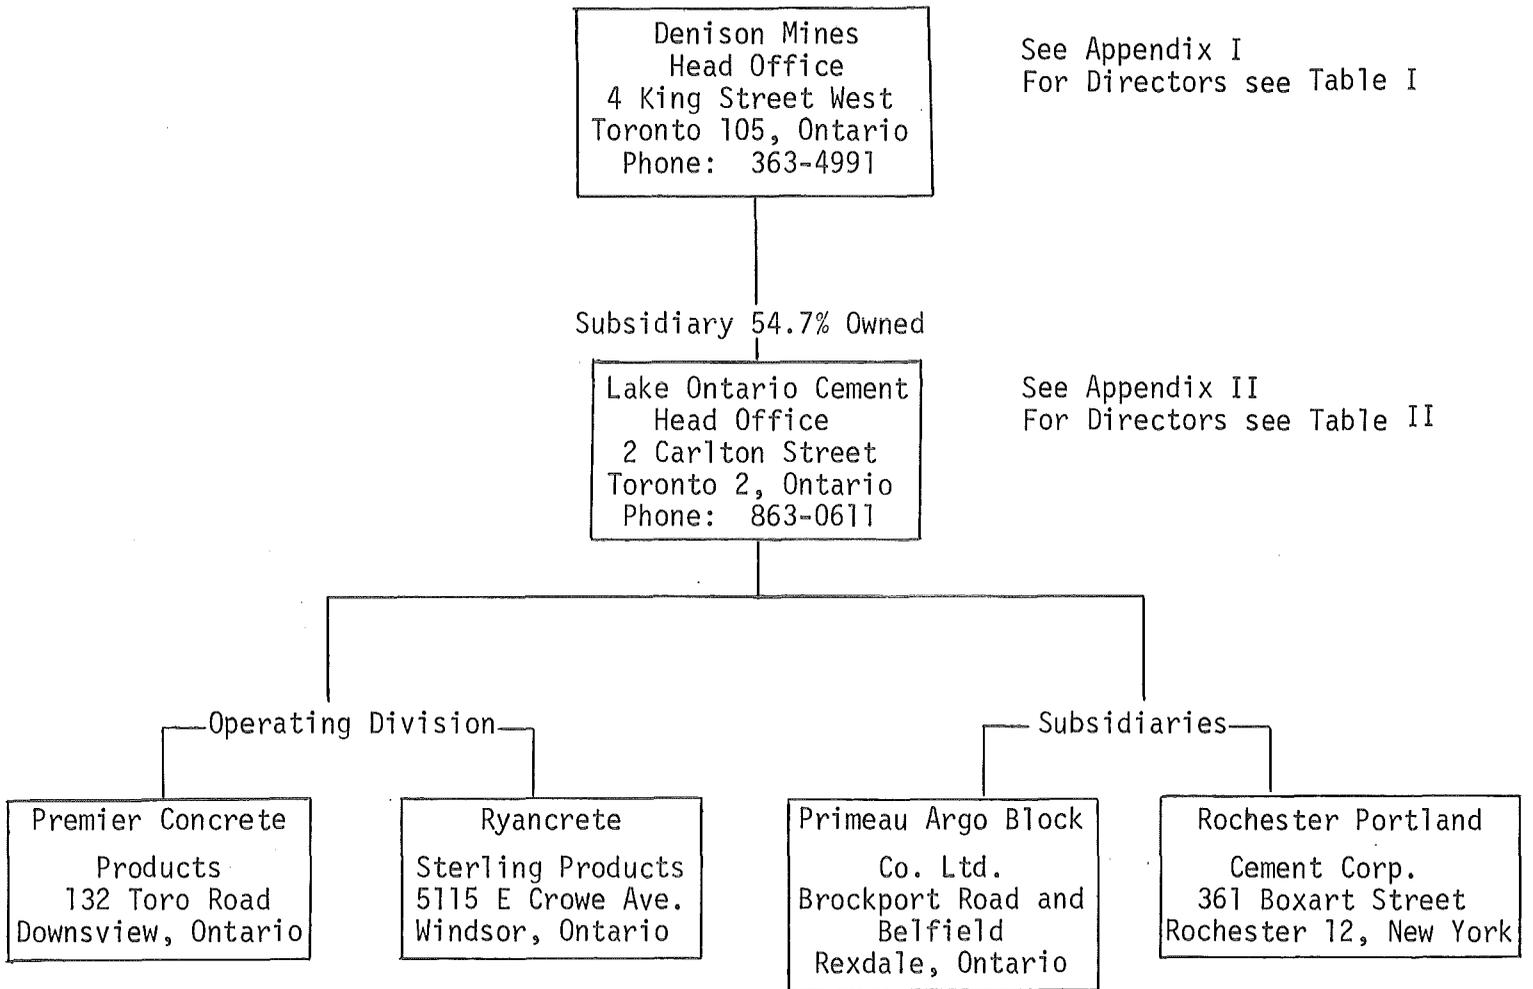 Denison Mines
Head Office
4 King Street West
Toronto 105, Ontario
Phone: 363-4991
See Appendix I
For Directors see Table I
Subsidiary 54.7% Owned
Lake Ontario Cement
Head Office
2 Carlton Street
Toronto 2, Ontario
Phone: 863-0611
See Appendix II
For Directors see Table II
Operating Division
Subsidiaries
Premier Concrete
Products
132 Toro Road
Downsview, Ontario
Ryancrete
Sterling Products
5115 E Crowe Ave.
Windsor, Ontario
Primeau Argo Block
Co. Ltd.
Brockport Road and
Belfield
Rexdale, Ontario
Rochester Portland
Cement Corp.
361 Boxart Street
Rochester 12, New York